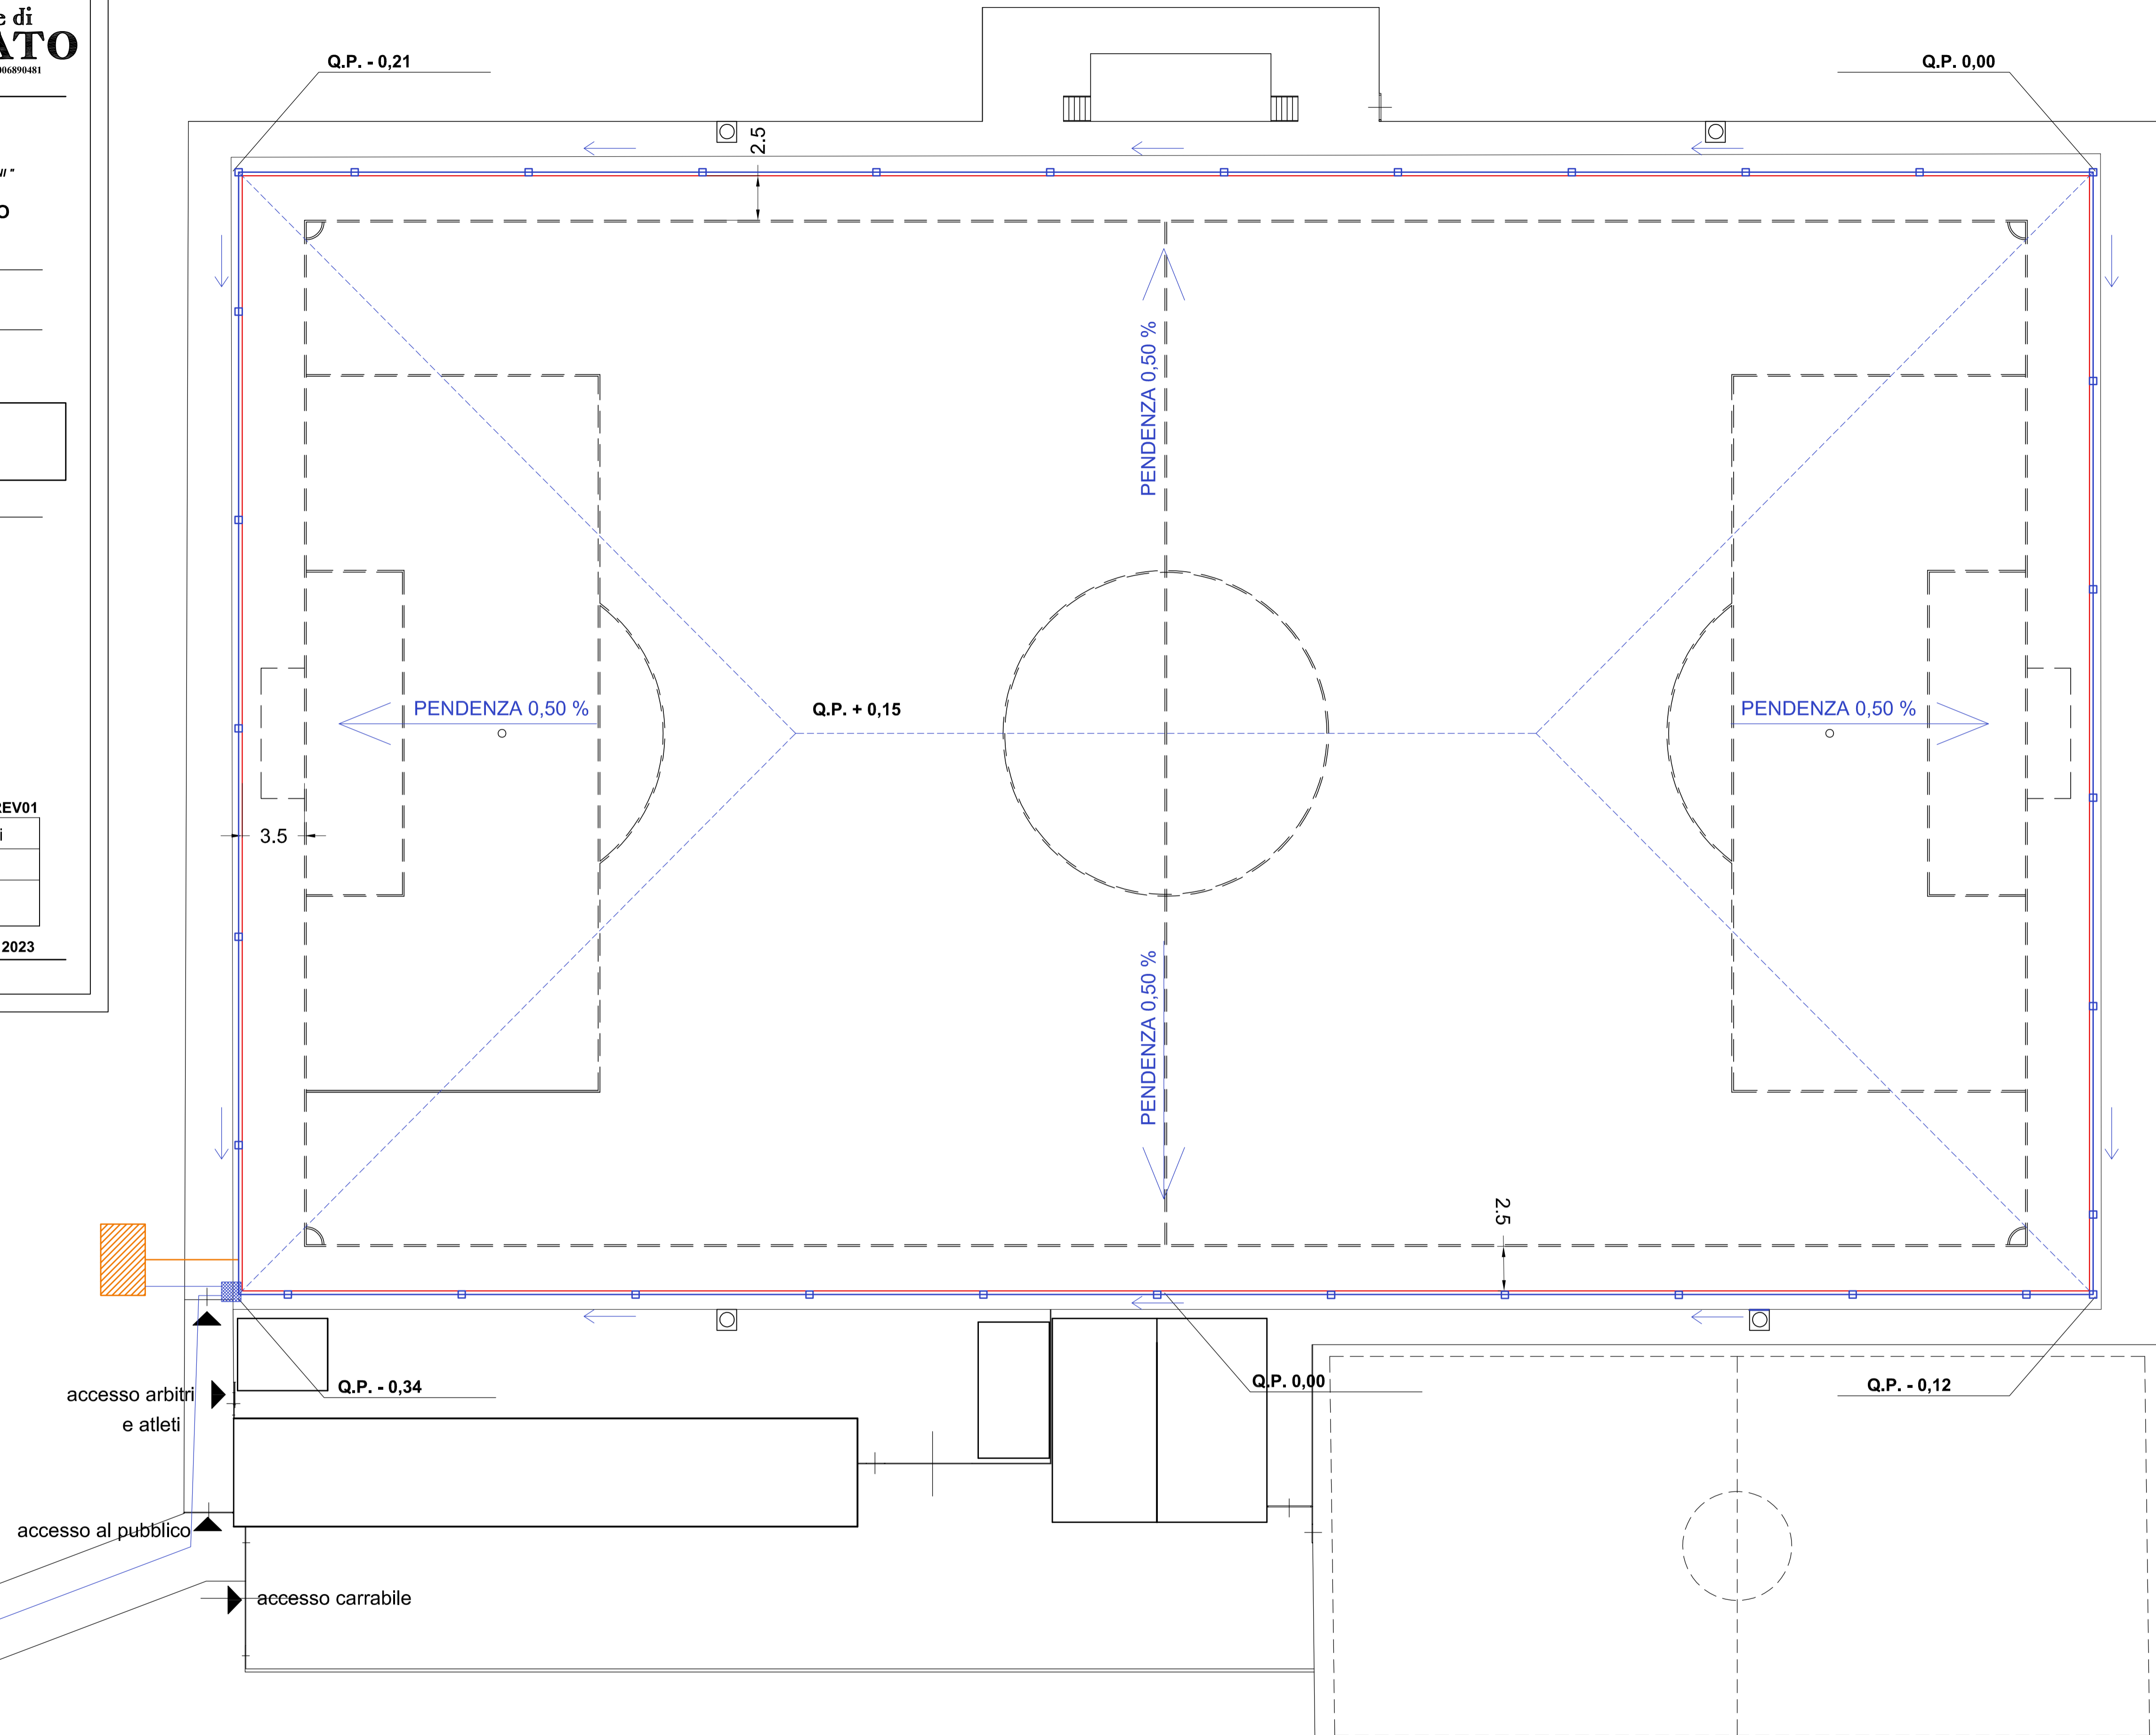 e di
ATO
006890481
NI "
O
REV01
i
2023
Q.P. - 0,21
Q.P. 0,00
2.5
PENDENZA 0,50 %
PENDENZA 0,50 %
Q.P. + 0,15
PENDENZA 0,50 %
3.5
PENDENZA 0,50 %
2.5
Q.P. - 0,34
Q.P. 0,00
Q.P. - 0,12
accesso arbitri
e atleti
accesso al pubblico
accesso carrabile